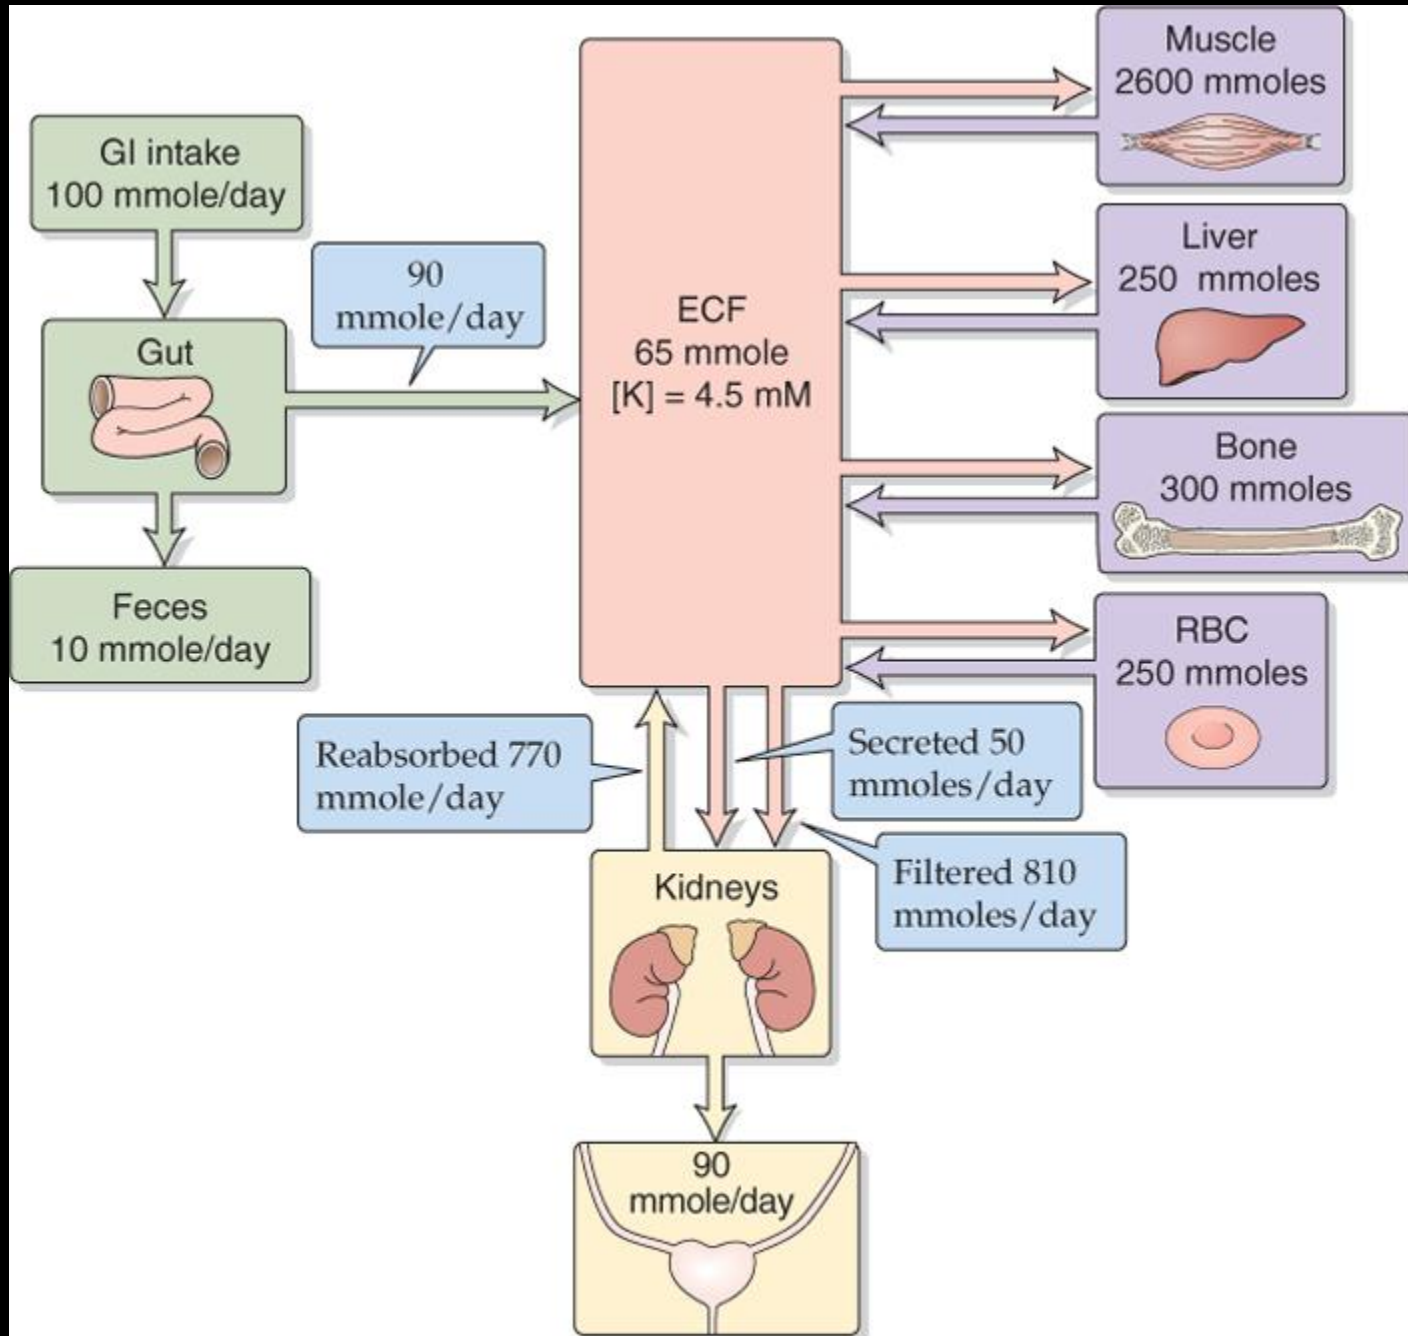 GI intake
100 mmole/day
Gut
Feces
10 mmole/day
90
mmole/day
ECF
65 mmole
[K] = 4.5 mM
Muscle
2600 mmoles
Liver
250 mmoles
Bone
300 mmoles
RBC
250 mmoles
Reabsorbed 770
mmole/day
Secreted 50
mmoles/day
Filtered 810
mmoles/day
Kidneys
90
mmole/day